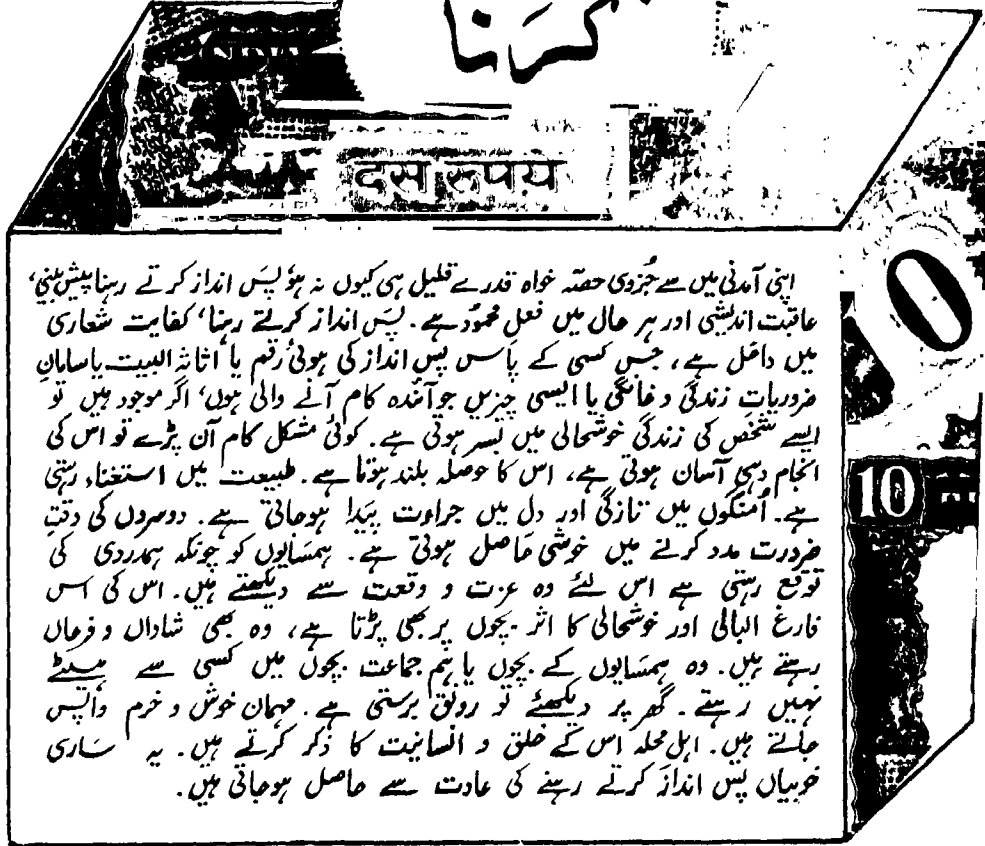 کرنا
दस रुपये
اپنی آمدنی میں سے جُزوی حصّہ خواہ قدرے قلیل ہی کیوں نہ ہو، پس انداز کرتے رہنا پیش بینی،
عاقبت اندیشی اور ہر حال میں فعلِ محمود ہے۔ پس انداز کرتے رہنا، کفایت شعاری
میں داخل ہے، جس کسی کے پاس پس انداز کی ہوئی رقم یا اثاثہ البیت یا سامانِ
ضروریاتِ زندگی و خانگی یا ایسی چیزیں جو آئندہ کام آنے والی ہوں، اگر موجود ہیں تو
ایسے شخص کی زندگی خوشحالی میں بسر ہوتی ہے۔ کوئی مشکل کام آن پڑے تو اس کی
انجام دہی آسان ہوتی ہے، اس کا حوصلہ بلند ہوتا ہے۔ طبیعت میں استغناء رہتی
ہے۔ اُمنگوں میں تازگی اور دل میں جراءت پیدا ہوجاتی ہے۔ دوسروں کی وقتِ
ضرورت مدد کرنے میں خوشی حاصل ہوتی ہے۔ ہمسایوں کو چونکہ ہمدردی کی
توقع رہتی ہے اس لئے وہ عزت و وقعت سے دیکھتے ہیں۔ اس کی اس
فارغ البالی اور خوشحالی کا اثر بچوں پر بھی پڑتا ہے، وہ بھی شاداں و فرحاں
رہتے ہیں۔ وہ ہمسایوں کے بچوں یا ہم جماعت بچوں میں کسی سے ہیٹے
نہیں رہتے۔ گھر پر دیکھئے تو رونق برستی ہے۔ مہمان خوش و خرم واپس
جاتے ہیں۔ اہل محلہ اس کے خلق و انسانیت کا ذکر کرتے ہیں۔ یہ ساری
خوبیاں پس انداز کرتے رہنے کی عادت سے حاصل ہوجاتی ہیں۔
0
10